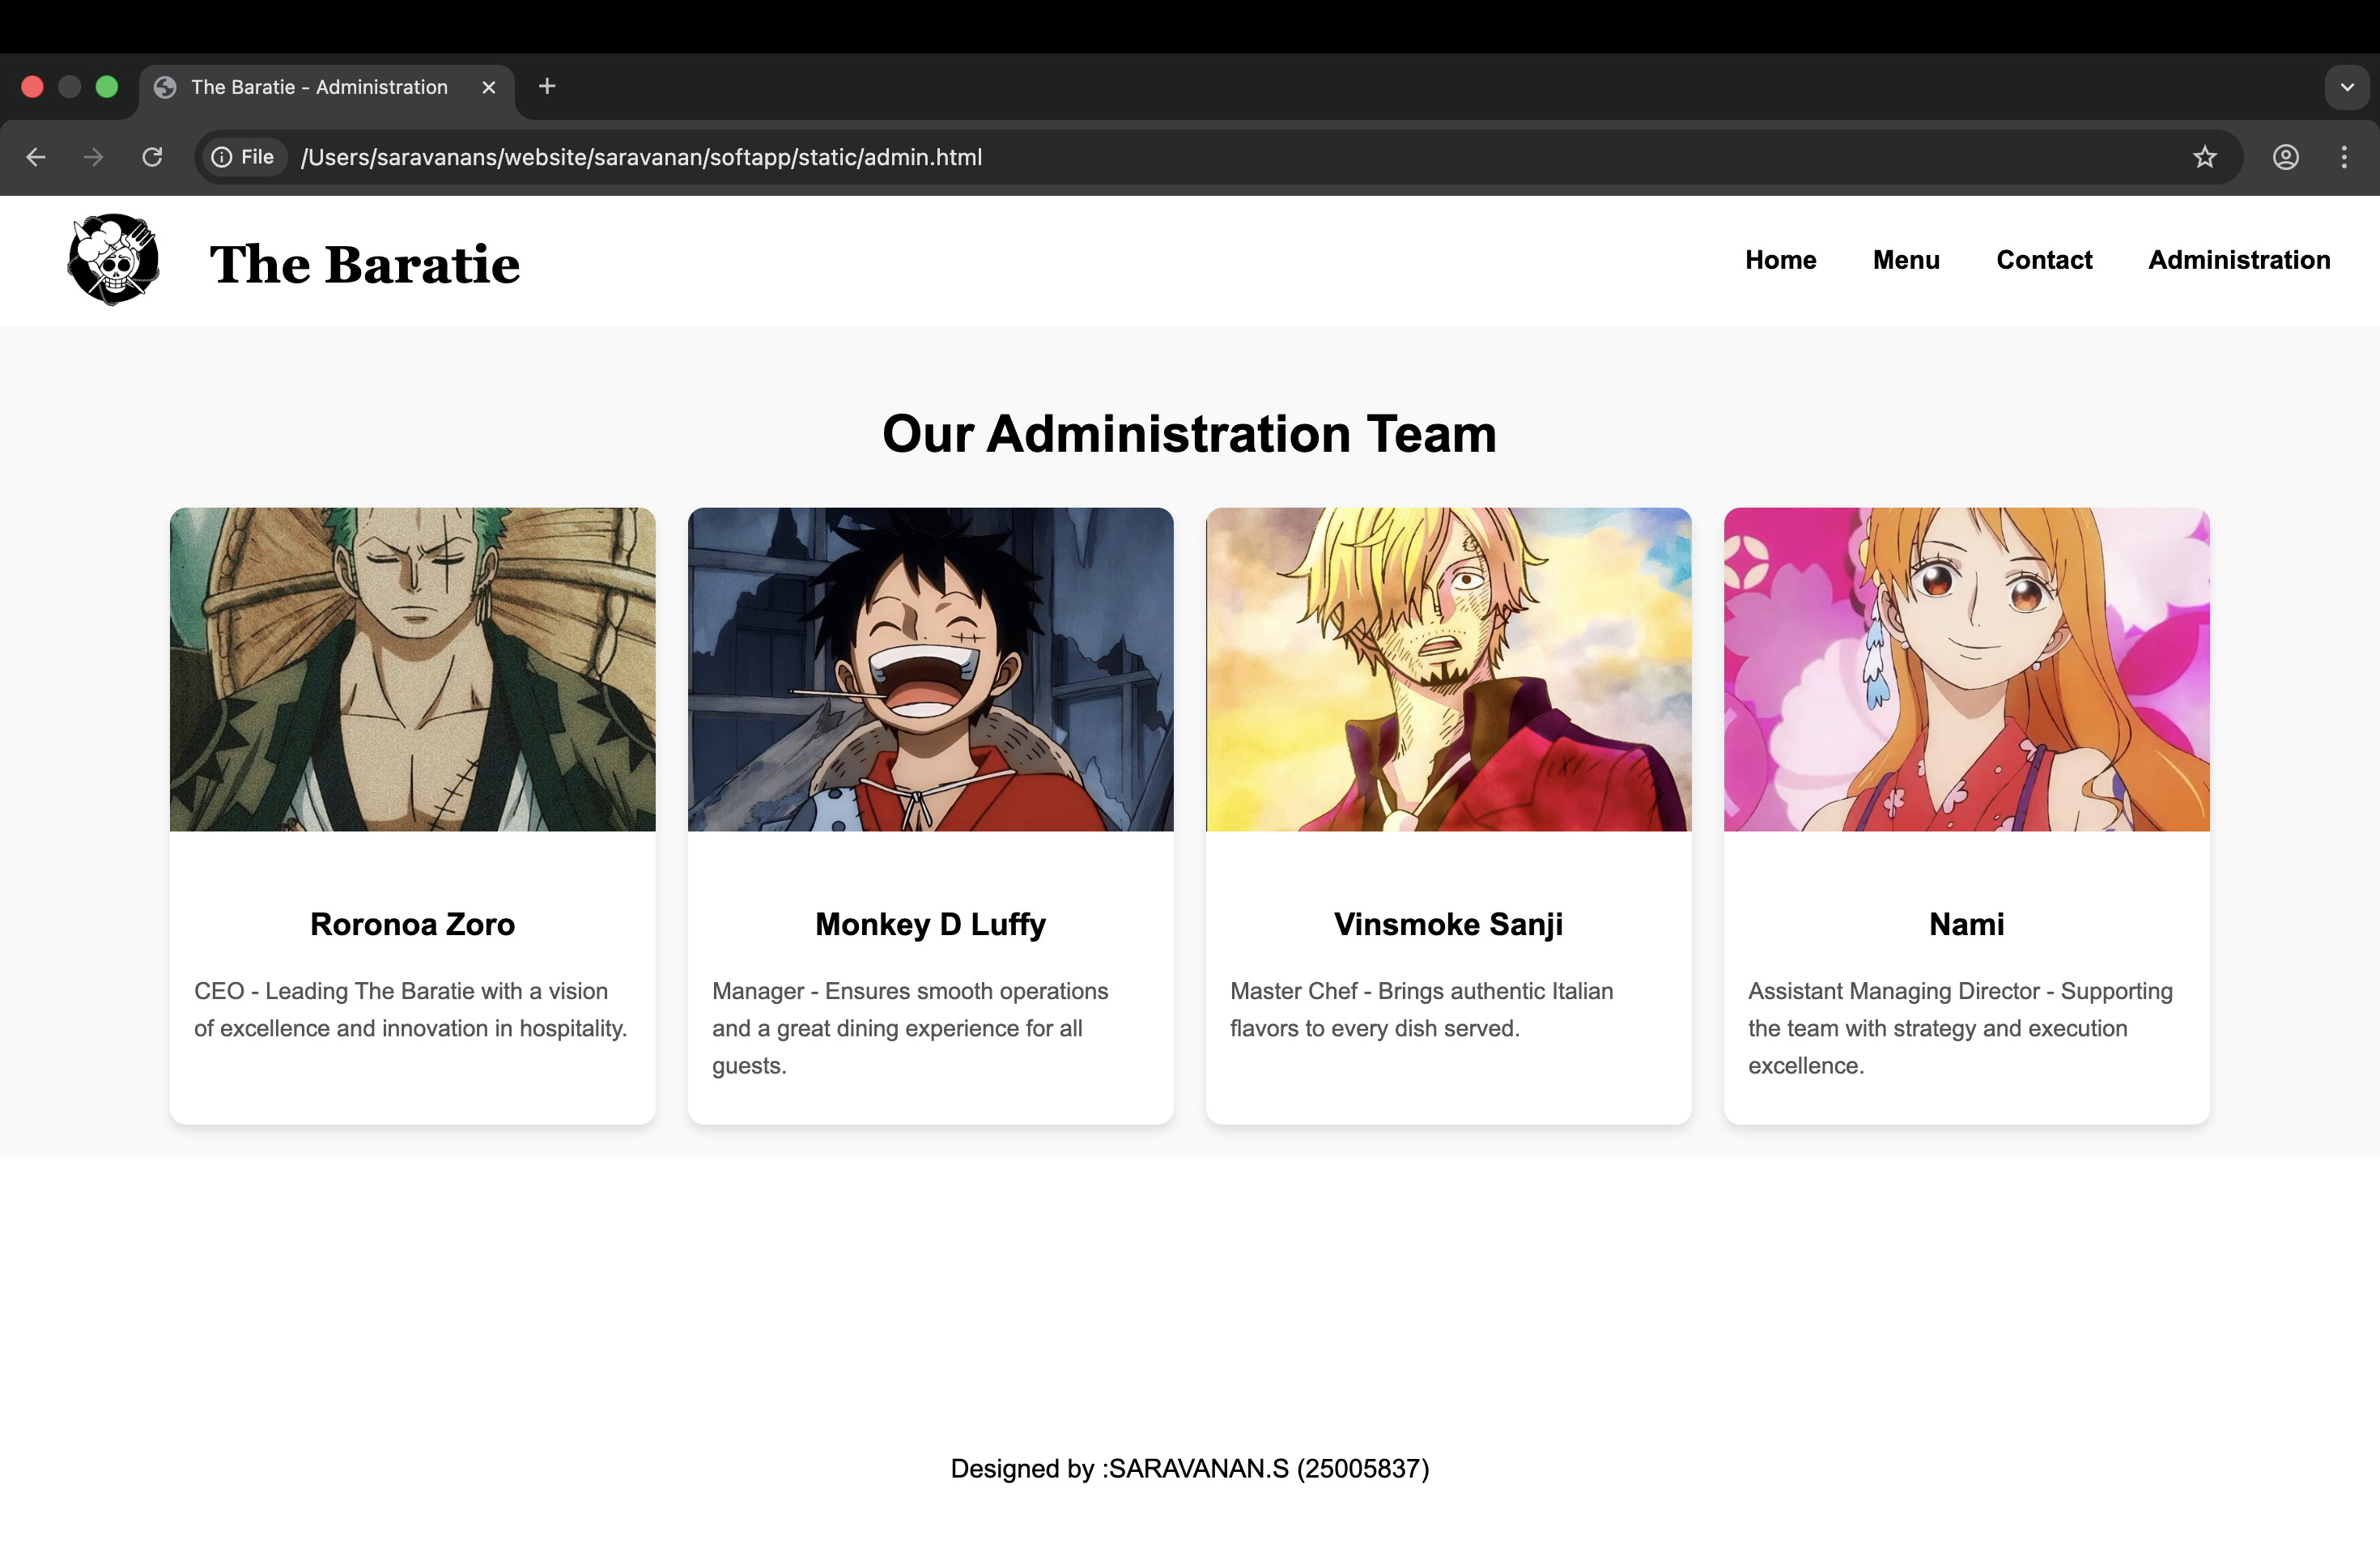 The Baratie - Administration
File /Users/saravanans/website/saravanan/softapp/static/admin.html
The Baratie
Home Menu Contact Administration
Our Administration Team
Roronoa Zoro
CEO - Leading The Baratie with a vision
of excellence and innovation in hospitality.
Monkey D Luffy
Manager - Ensures smooth operations
and a great dining experience for all
guests.
Vinsmoke Sanji
Master Chef - Brings authentic Italian
flavors to every dish served.
Nami
Assistant Managing Director - Supporting
the team with strategy and execution
excellence.
Designed by :SARAVANAN.S (25005837)